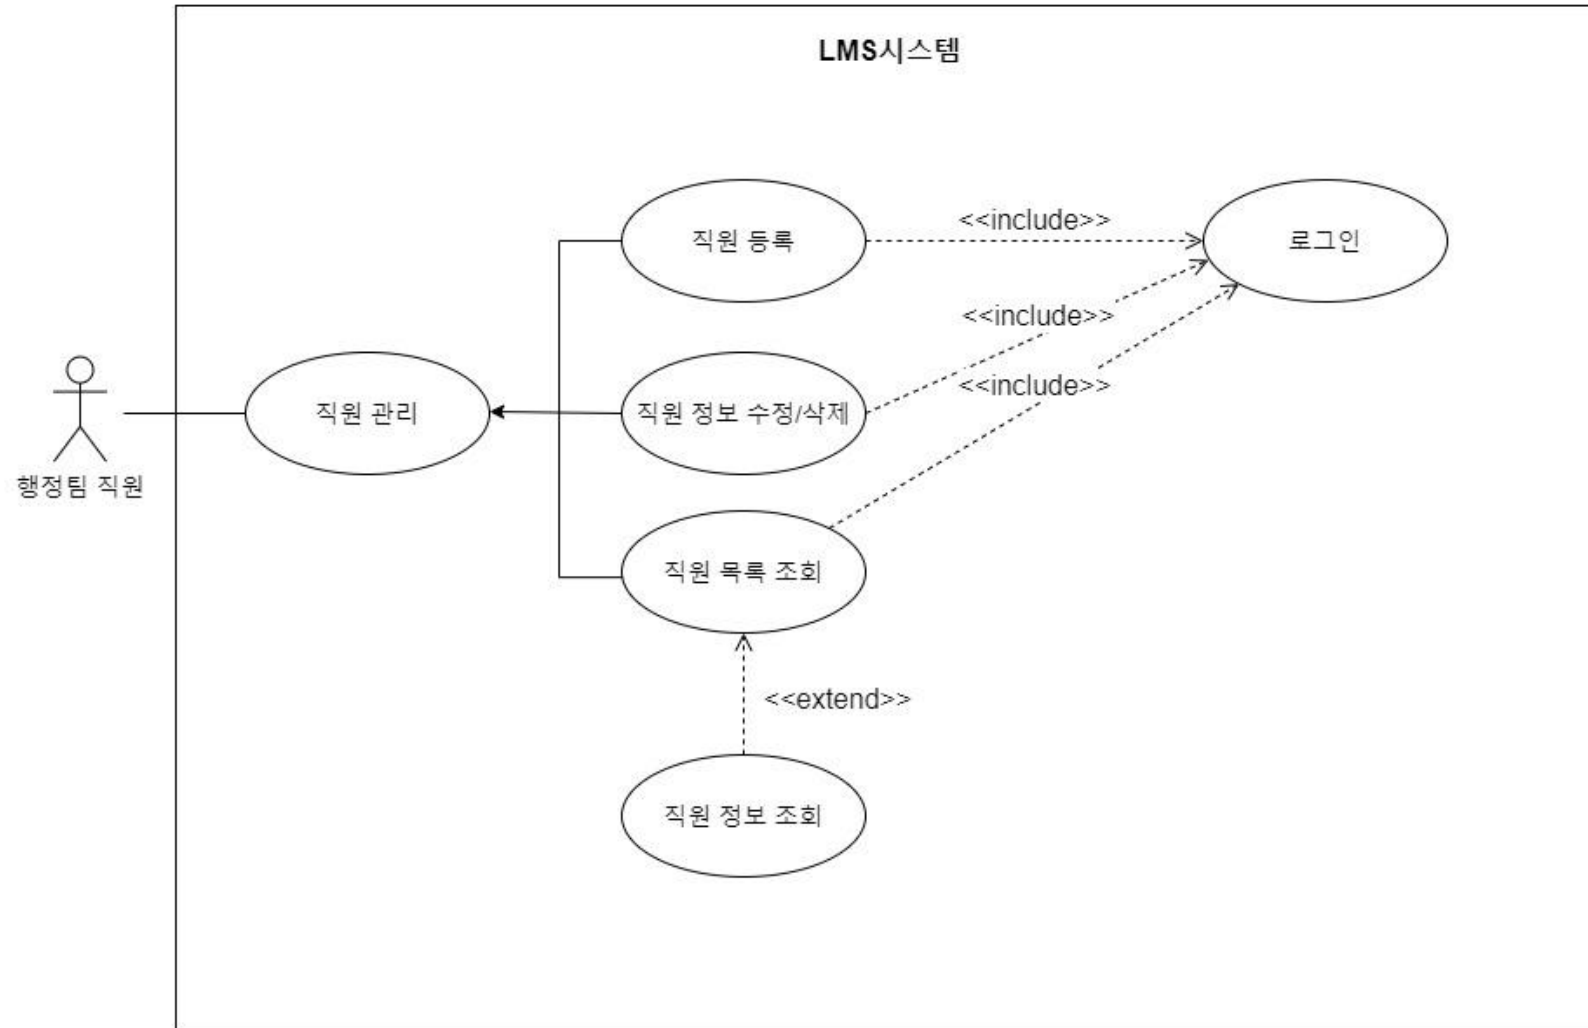 LMS시스템
직원 등록
<<include>>
로그인
<<include>>
<<include>>
직원 관리
직원 정보 수정/삭제
행정팀 직원
직원 목록 조회
<<extend>>
직원 정보 조회